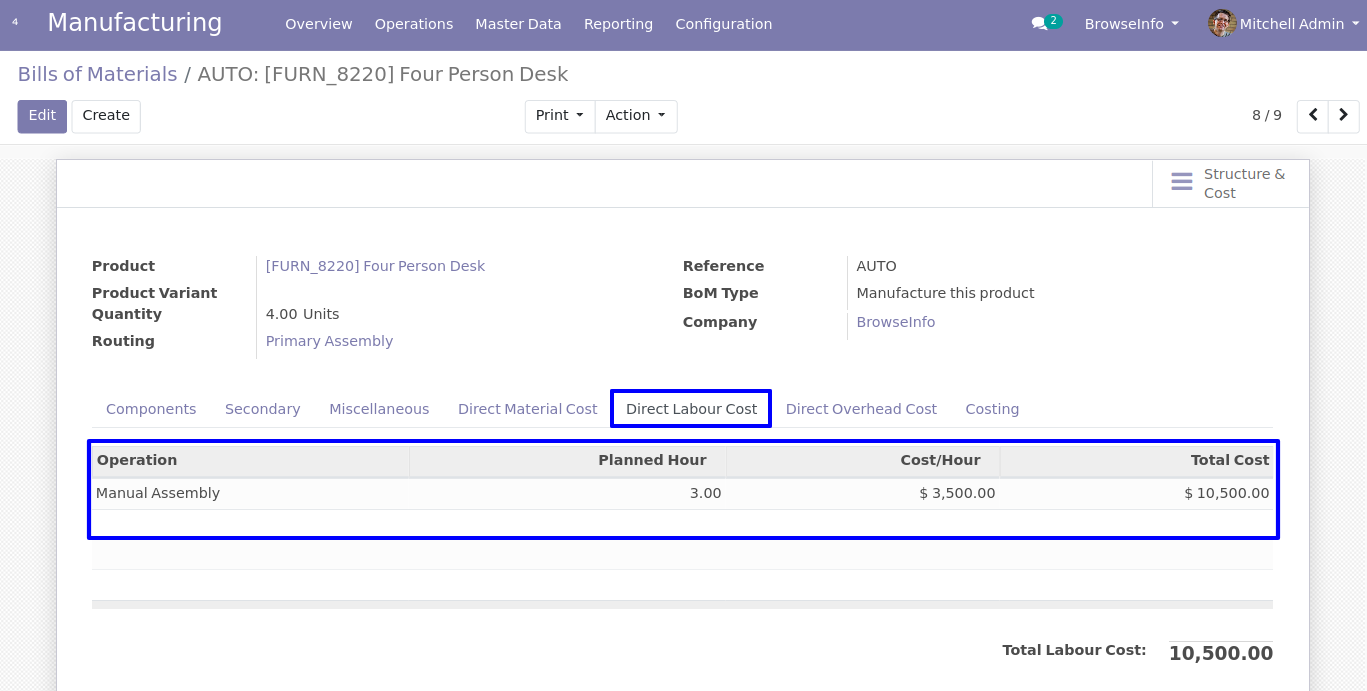 4 Manufacturing Overview Operations Master Data Reporting Configuration 2 BrowseInfo Mitchell Admin
Bills of Materials / AUTO: [FURN_8220] Four Person Desk
Edit Create Print Action 8 / 9
Structure &
Cost
Product [FURN_8220] Four Person Desk Reference AUTO
Product Variant BoM Type Manufacture this product
Quantity 4.00 Units Company BrowseInfo
Routing Primary Assembly
Components Secondary Miscellaneous Direct Material Cost Direct Labour Cost Direct Overhead Cost Costing
Operation Planned Hour Cost/Hour Total Cost
Manual Assembly 3.00 $ 3,500.00 $ 10,500.00
Total Labour Cost: 10,500.00